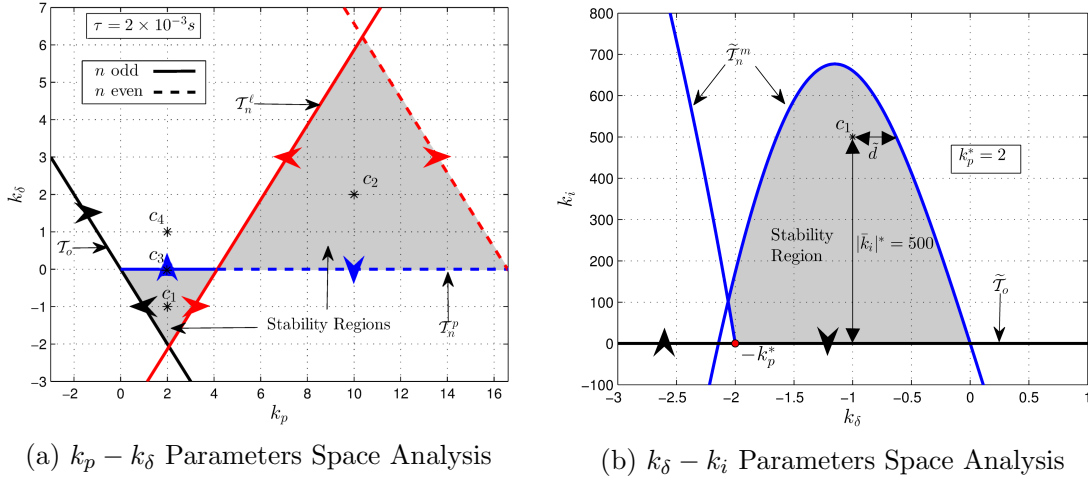 τ = 2 × 10⁻³s
n odd
n even
𝒯ₙˡ
c₂
c₄
𝒯ₒ
c₃
c₁
Stability Regions
𝒯ₙᵖ
7
6
5
4
3
2
1
0
−1
−2
−3
−2 0 2 4 6 8 10 12 14 16
k_δ
k_p
(a) k_p − k_δ Parameters Space Analysis
800
700
600
500
400
300
200
100
0
−100
−3 −2.5 −2 −1.5 −1 −0.5 0 0.5 1
k_i
k_δ
𝒯̃ₙᵐ
c₁
d̃
k_p* = 2
Stability
Region
|k̄_i|* = 500
𝒯̃ₒ
−k_p*
(b) k_δ − k_i Parameters Space Analysis